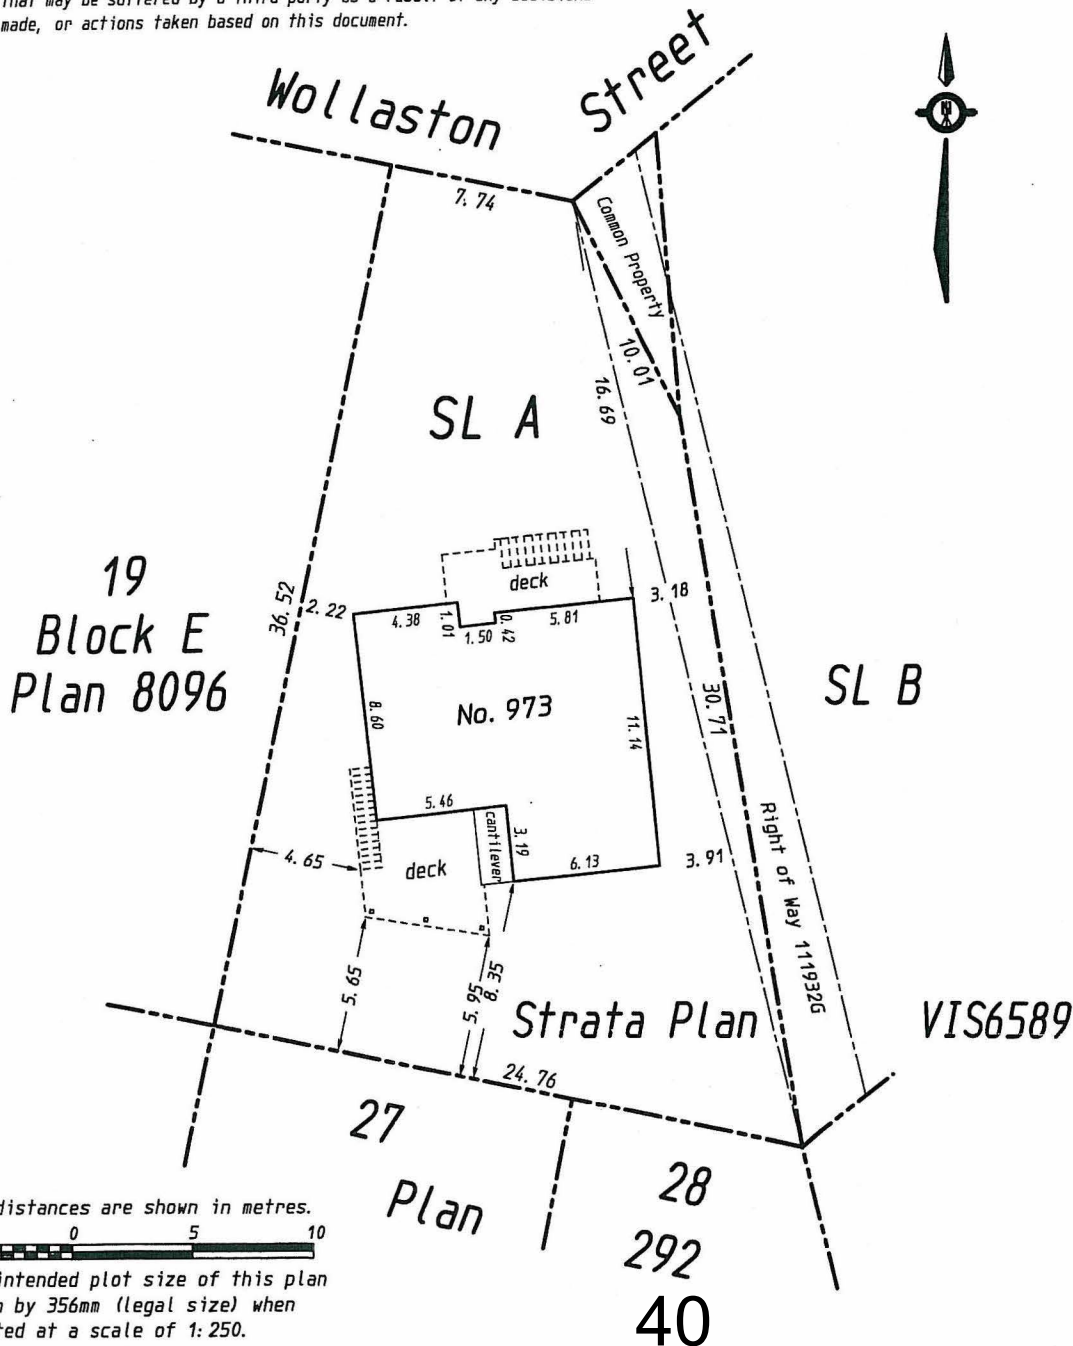 made, or actions taken based on this document.
Wollaston Street
7.74
Common Property
10.01
16.69
SL A
19
Block E
Plan 8096
36.52
deck
2.22
4.38
1.01
1.50
0.42
5.81
3.18
SL B
30.71
No. 973
8.60
11.14
5.46
cantilever
3.19
6.13
3.91
4.65
deck
Right of Way 111932G
5.65
5.95
8.35
Strata Plan VIS6589
24.76
27
28
Plan 292
40
distances are shown in metres.
0 5 10
intended plot size of this plan
by 356mm (legal size) when
at a scale of 1:250.